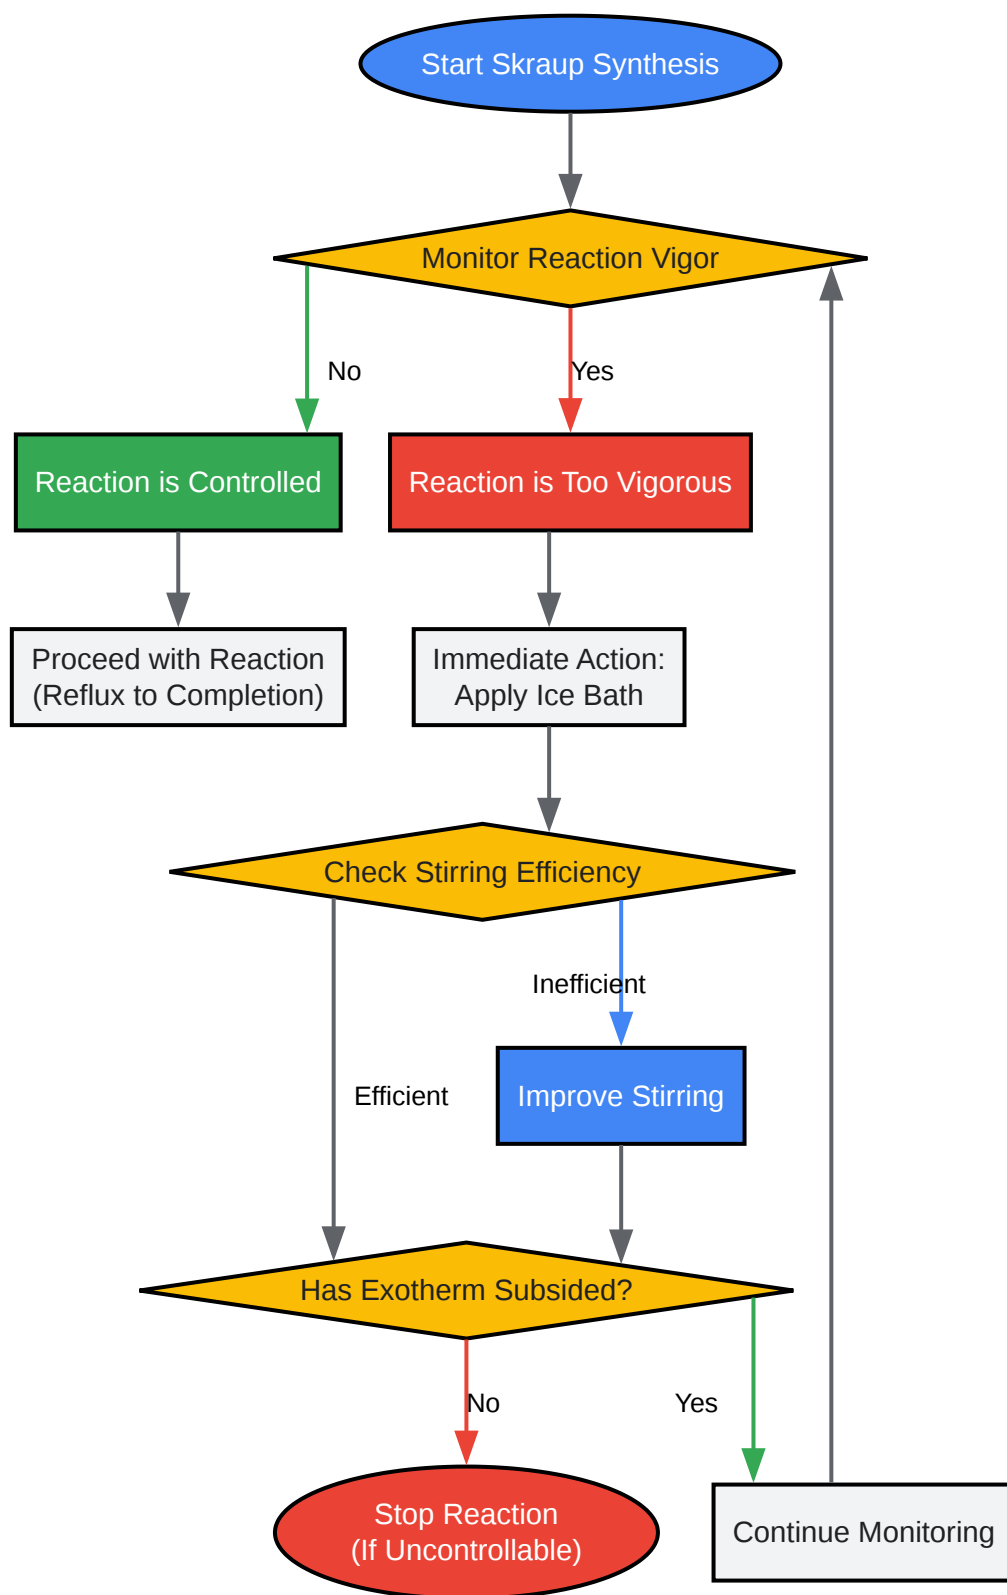 Start Skraup Synthesis
Monitor Reaction Vigor
No
Yes
Reaction is Controlled
Reaction is Too Vigorous
Proceed with Reaction
(Reflux to Completion)
Immediate Action:
Apply Ice Bath
Check Stirring Efficiency
Inefficient
Efficient
Improve Stirring
Has Exotherm Subsided?
No
Yes
Stop Reaction
(If Uncontrollable)
Continue Monitoring